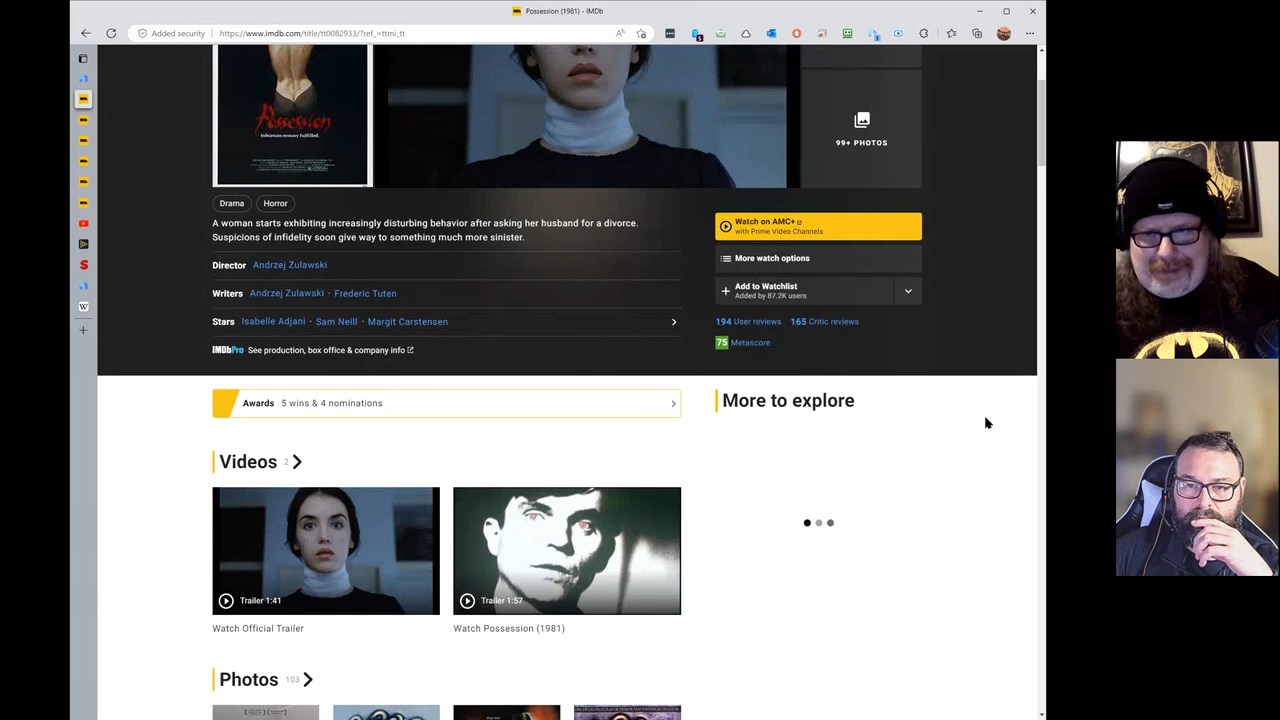 Possession (1981) - IMDb
Added security
https://www.imdb.com/title/tt0082933/?ref_=ttmi_tt
Possession
Inhuman ecstasy fulfilled.
99+ PHOTOS
Drama
Horror
A woman starts exhibiting increasingly disturbing behavior after asking her husband for a divorce.
Suspicions of infidelity soon give way to something much more sinister.
Director Andrzej Zulawski
Writers Andrzej Zulawski · Frederic Tuten
Stars Isabelle Adjani · Sam Neill · Margit Carstensen
IMDbPro See production, box office & company info
Watch on AMC+
with Prime Video Channels
More watch options
Add to Watchlist
Added by 87.2K users
194 User reviews 165 Critic reviews
75 Metascore
Awards 5 wins & 4 nominations
More to explore
Videos 2
Trailer 1:41
Trailer 1:57
Watch Official Trailer
Watch Possession (1981)
Photos 103